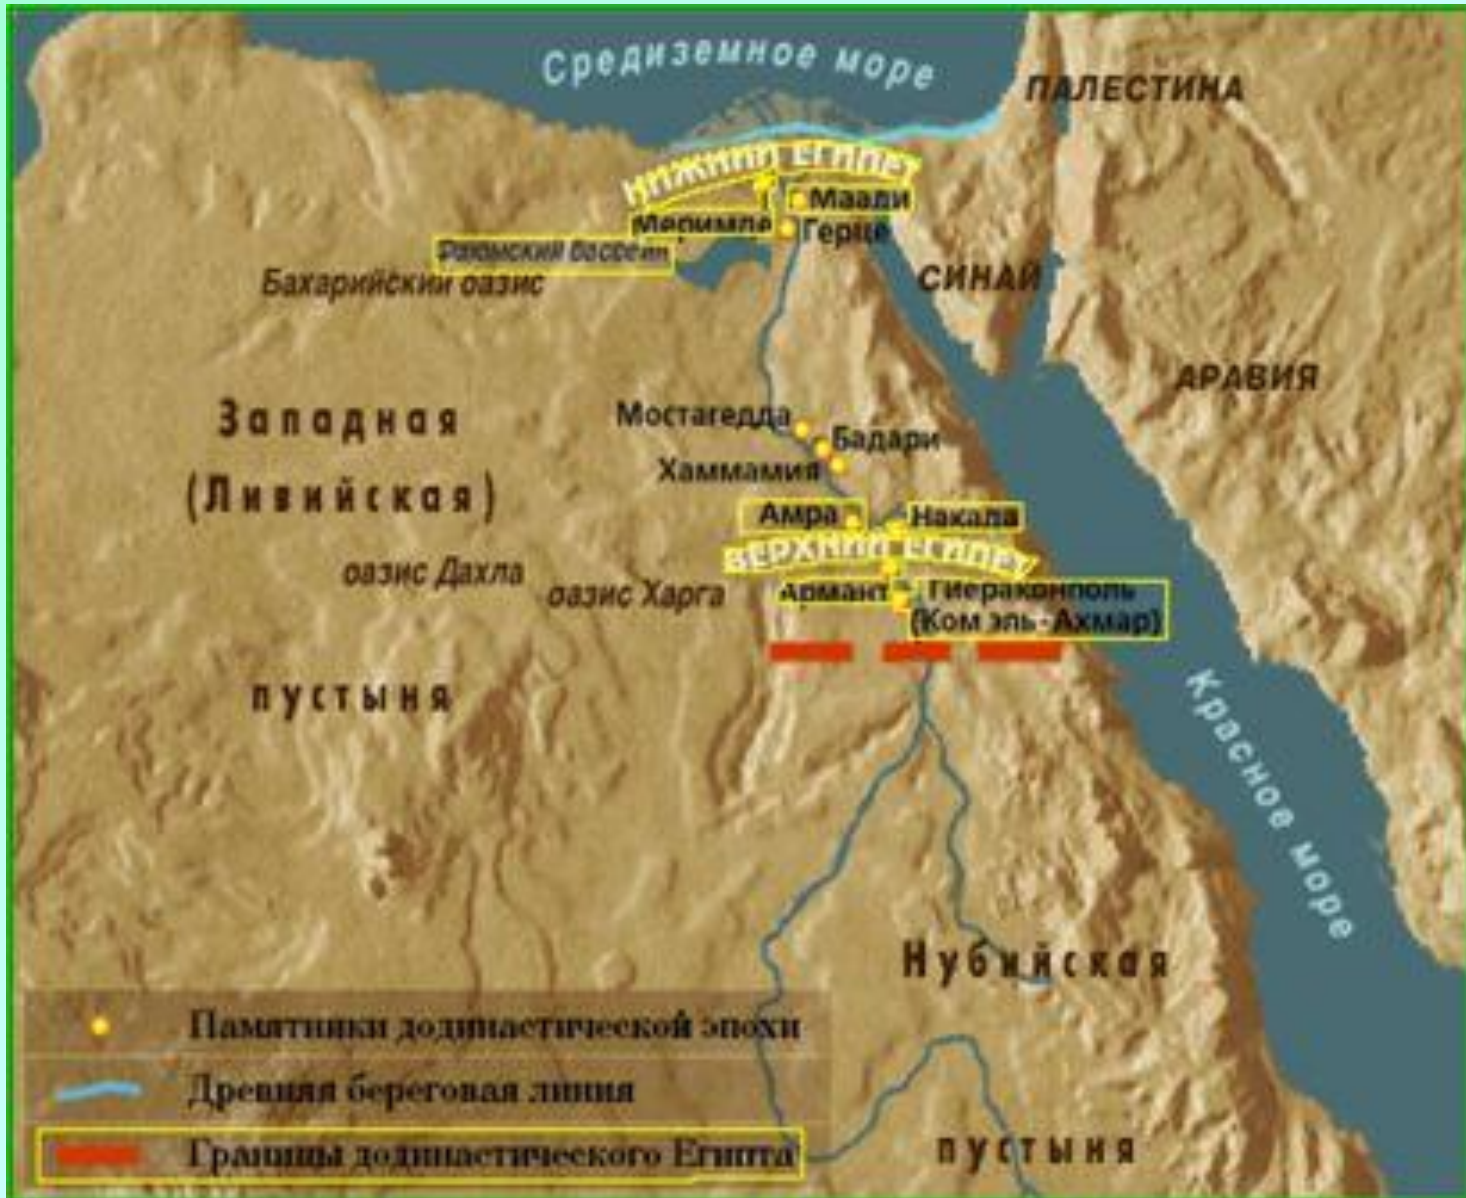 Средиземное море
ПАЛЕСТИНА
НИЖНИЙ ЕГИПЕТ
Маади
Меримде
Герце
Бахарийский оазис
СИНАЙ
АРАВИЯ
Западная
(Ливийская)
пустыня
Мостагедда
Бадари
Хаммамия
Амра
Накада
ВЕРХНИЙ ЕГИПЕТ
оазис Дахла
оазис Харга
Армант
Гиераконполь
(Ком эль-Ахмар)
Красное море
Нубийская
пустыня
Памятники додинастической эпохи
Древняя береговая линия
Границы додинастического Египта